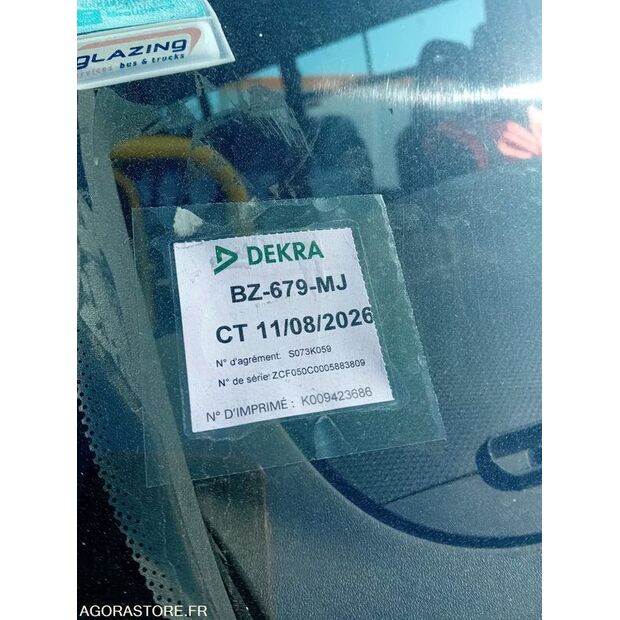 GLAZING
services bus & trucks
DEKRA
BZ-679-MJ
CT 11/08/2026
N° d'agrément: S073K059
N° de série: ZCF050C0005883809
N° D'IMPRIMÉ : K009423686
AGORASTORE.FR